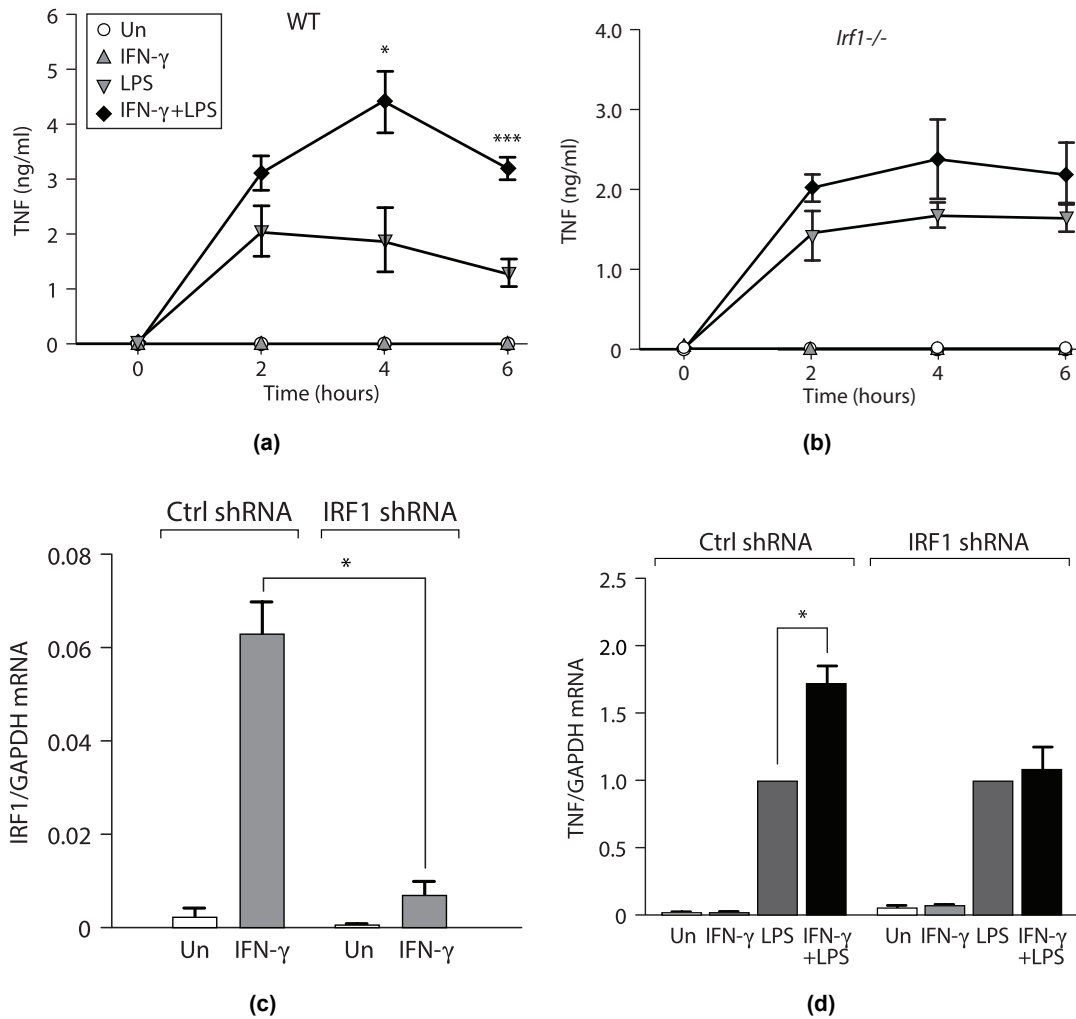 WT
Un
IFN-γ
LPS
IFN-γ+LPS
*
***
6
5
4
3
2
1
0
TNF (ng/ml)
0 2 4 6
Time (hours)
(a)
Irf1-/-
4.0
3.0
2.0
1.0
0
TNF (ng/ml)
0 2 4 6
Time (hours)
(b)
Ctrl shRNA IRF1 shRNA
*
0.08
0.06
0.04
0.02
0
IRF1/GAPDH mRNA
Un IFN-γ Un IFN-γ
(c)
Ctrl shRNA IRF1 shRNA
*
2.5
2.0
1.5
1.0
0.5
0
TNF/GAPDH mRNA
Un IFN-γ LPS IFN-γ Un IFN-γ LPS IFN-γ
+LPS +LPS
(d)